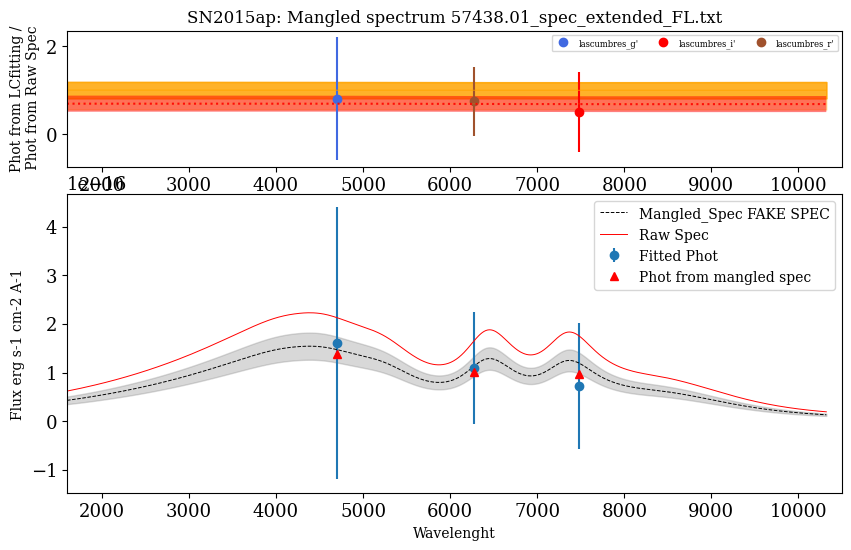 SN2015ap: Mangled spectrum 57438.01_spec_extended_FL.txt
Phot from LCfitting /
Phot from Raw Spec
2
0
lascumbres_g'
lascumbres_i'
lascumbres_r'
2000 3000 4000 5000 6000 7000 8000 9000 10000
1e−16
Flux erg s-1 cm-2 A-1
4
3
2
1
0
−1
Mangled_Spec FAKE SPEC
Raw Spec
Fitted Phot
Phot from mangled spec
2000 3000 4000 5000 6000 7000 8000 9000 10000
Wavelenght